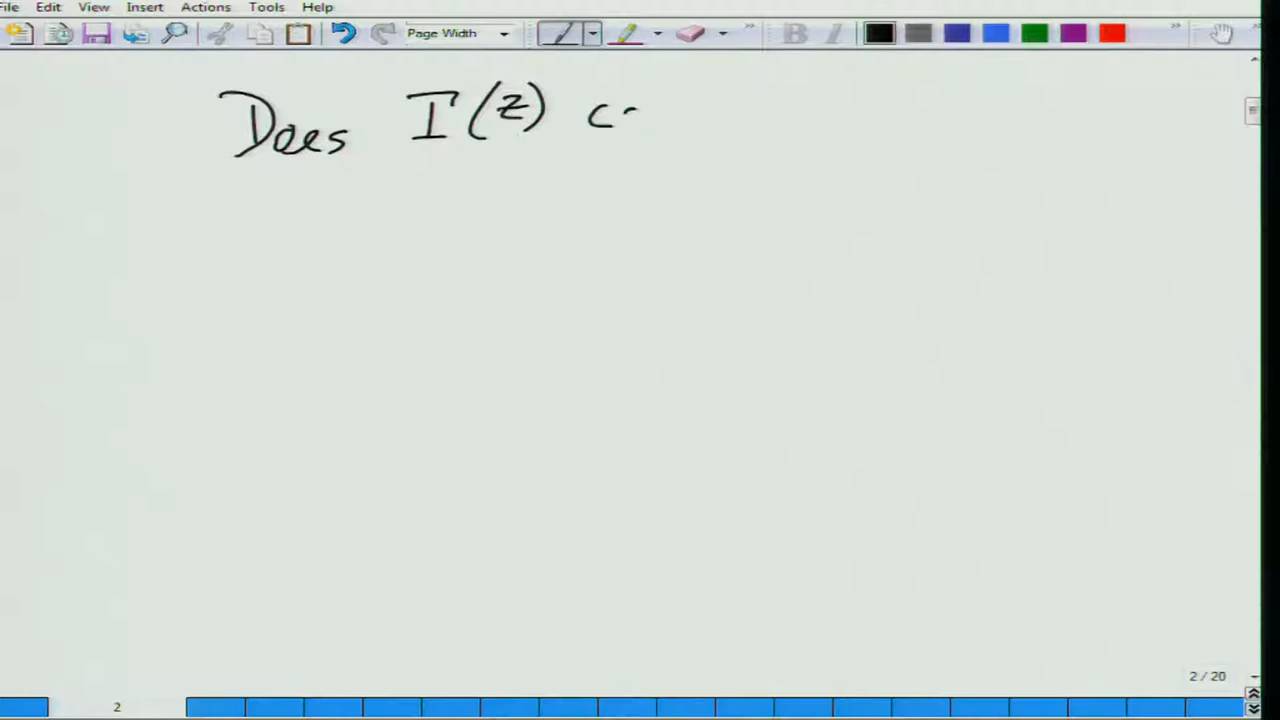 File Edit View Insert Actions Tools Help
Page Width B I
Does I(z) c
2 / 20
2